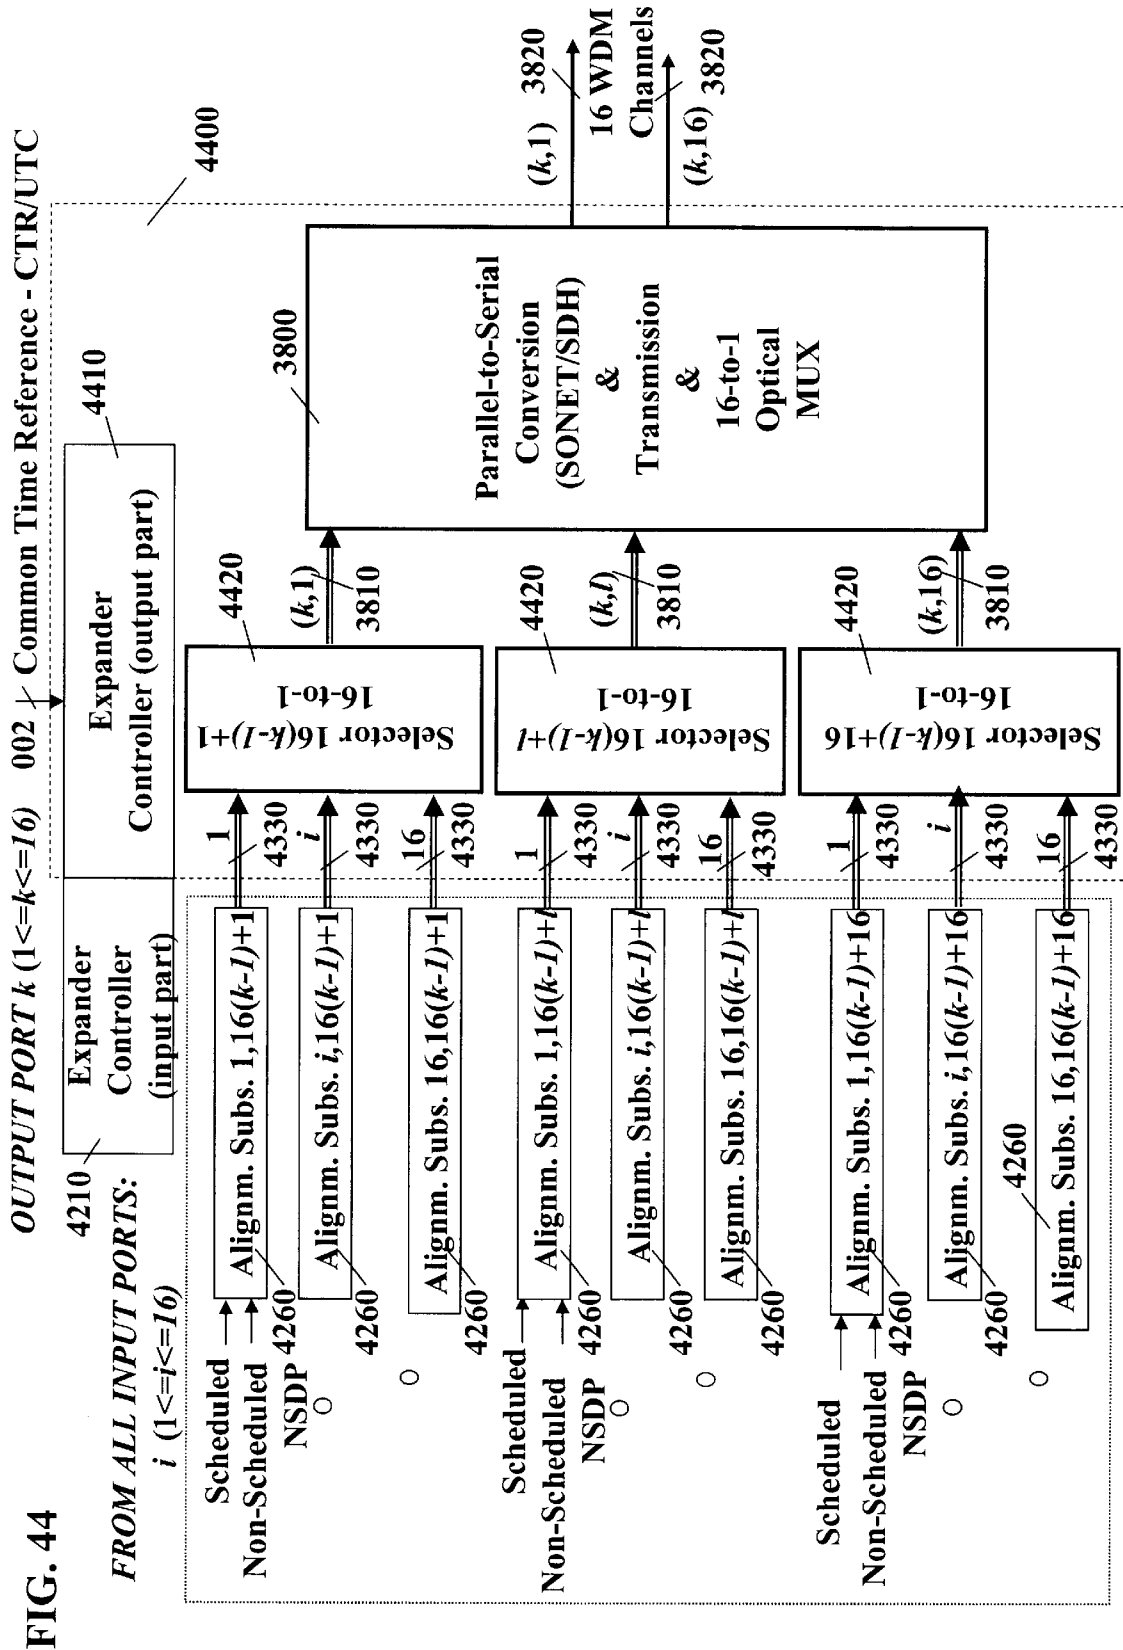 FIG. 44
OUTPUT PORT k (1<=k<=16)
002
Common Time Reference - CTR/UTC
FROM ALL INPUT PORTS:
i (1<=i<=16)
4210
Expander
Controller
(input part)
Expander
Controller (output part)
4410
4400
Scheduled
Non-Scheduled
NSDP
Alignm. Subs. 1,16(k-1)+1
4260
Alignm. Subs. i,16(k-1)+1
4260
Alignm. Subs. 16,16(k-1)+1
4260
1
4330
i
4330
16
4330
Selector 16(k-1)+1
16-to-1
4420
(k,1)
3810
Scheduled
Non-Scheduled
NSDP
Alignm. Subs. 1,16(k-1)+l
4260
Alignm. Subs. i,16(k-1)+l
4260
Alignm. Subs. 16,16(k-1)+l
4260
1
4330
i
4330
16
4330
Selector 16(k-1)+l
16-to-1
4420
(k,l)
3810
Scheduled
Non-Scheduled
NSDP
Alignm. Subs. 1,16(k-1)+16
4260
Alignm. Subs. i,16(k-1)+16
4260
Alignm. Subs. 16,16(k-1)+16
4260
1
4330
i
4330
16
4330
Selector 16(k-1)+16
16-to-1
4420
(k,16)
3810
3800
Parallel-to-Serial
Conversion
(SONET/SDH)
&
Transmission
&
16-to-1
Optical
MUX
(k,1)
3820
16 WDM
Channels
(k,16)
3820